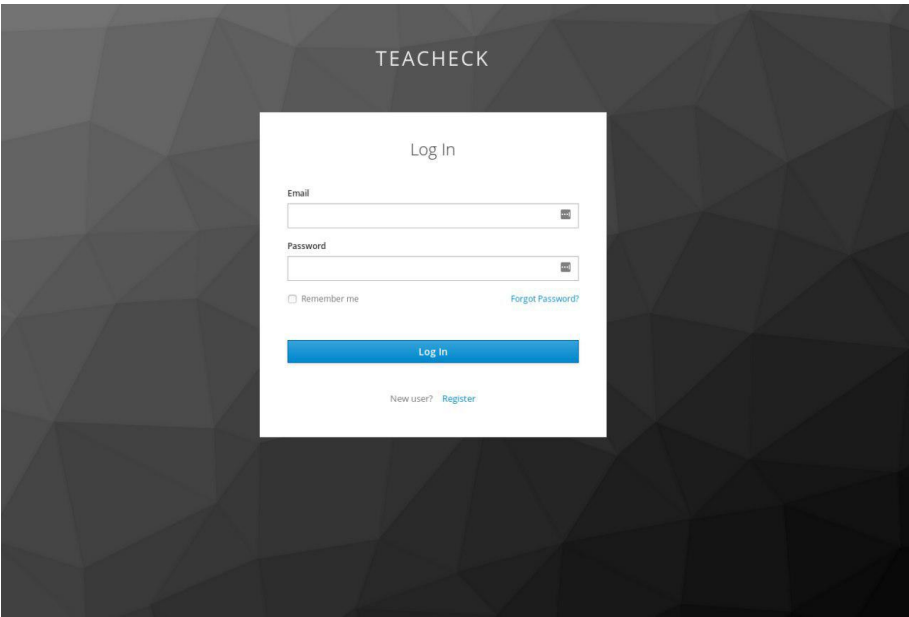 TEACHECK
Log In
Email
Password
Remember me Forgot Password?
Log In
New user? Register